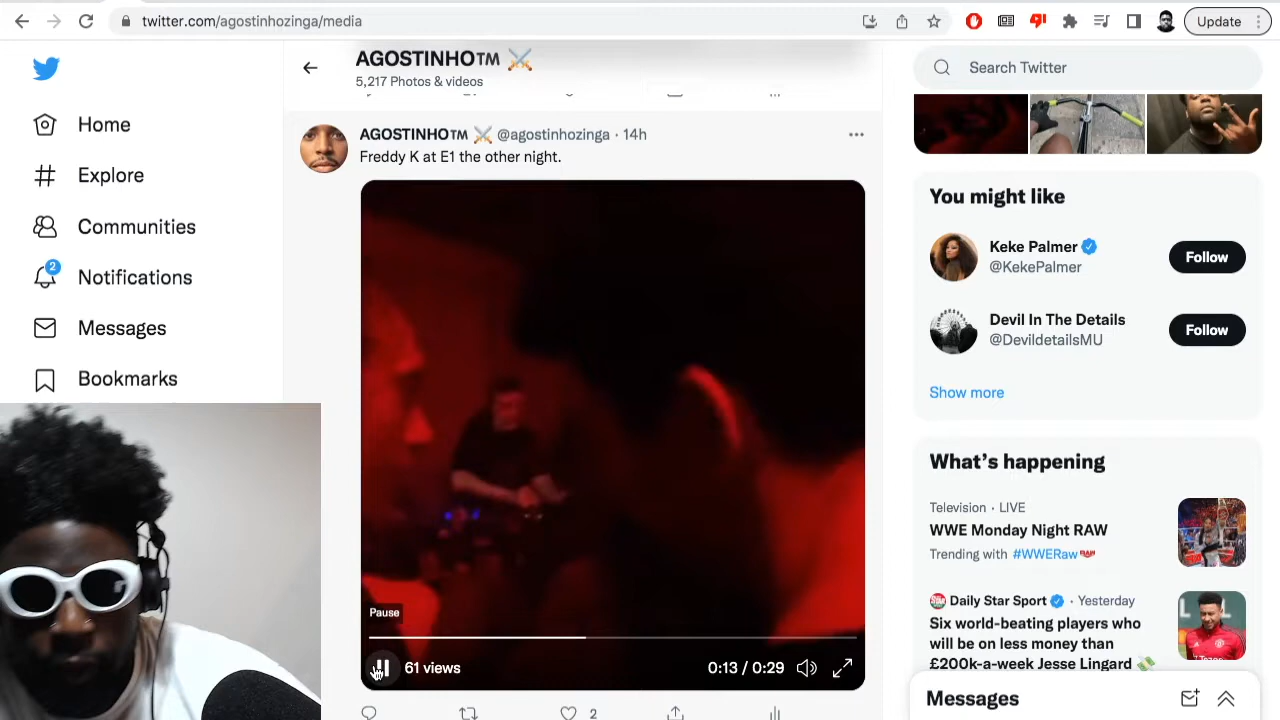 twitter.com/agostinhozinga/media
Update
AGOSTINHO™ ⚔️
5,217 Photos & videos
Search Twitter
Home
Explore
Communities
2
Notifications
Messages
Bookmarks
AGOSTINHO™ ⚔️ @agostinhozinga · 14h
Freddy K at E1 the other night.
Pause
61 views
0:13 / 0:29
2
You might like
Keke Palmer
@KekePalmer
Follow
Devil In The Details
@DevildetailsMU
Follow
Show more
What's happening
Television · LIVE
WWE Monday Night RAW
Trending with #WWERaw
Daily Star Sport · Yesterday
Six world-beating players who
will be on less money than
£200k-a-week Jesse Lingard 💸
Messages